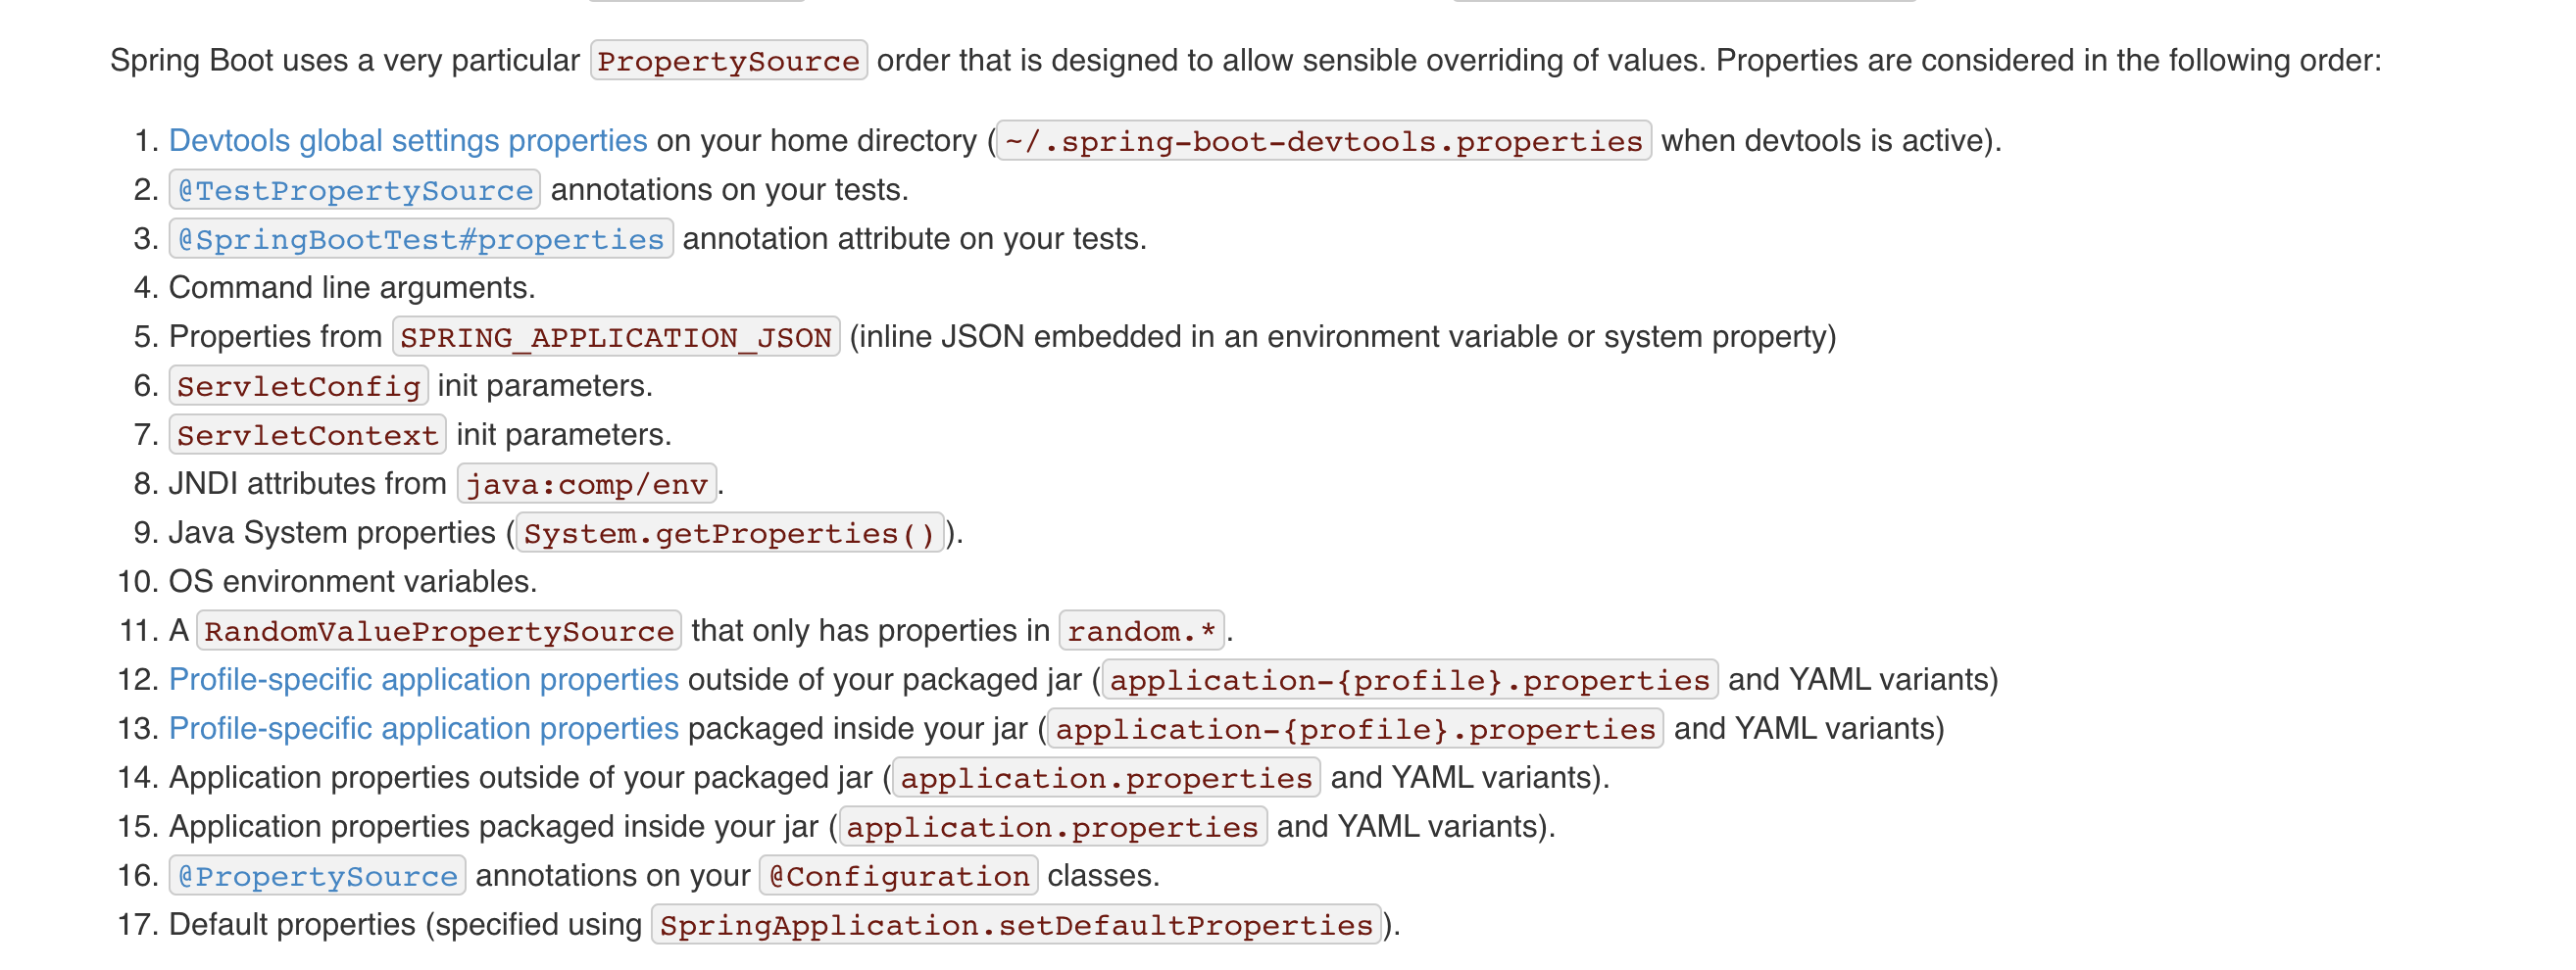 Spring Boot uses a very particular PropertySource order that is designed to allow sensible overriding of values. Properties are considered in the following order:
1. Devtools global settings properties on your home directory (~/.spring-boot-devtools.properties when devtools is active).
2. @TestPropertySource annotations on your tests.
3. @SpringBootTest#properties annotation attribute on your tests.
4. Command line arguments.
5. Properties from SPRING_APPLICATION_JSON (inline JSON embedded in an environment variable or system property)
6. ServletConfig init parameters.
7. ServletContext init parameters.
8. JNDI attributes from java:comp/env.
9. Java System properties (System.getProperties()).
10. OS environment variables.
11. A RandomValuePropertySource that only has properties in random.*.
12. Profile-specific application properties outside of your packaged jar (application-{profile}.properties and YAML variants)
13. Profile-specific application properties packaged inside your jar (application-{profile}.properties and YAML variants)
14. Application properties outside of your packaged jar (application.properties and YAML variants).
15. Application properties packaged inside your jar (application.properties and YAML variants).
16. @PropertySource annotations on your @Configuration classes.
17. Default properties (specified using SpringApplication.setDefaultProperties).